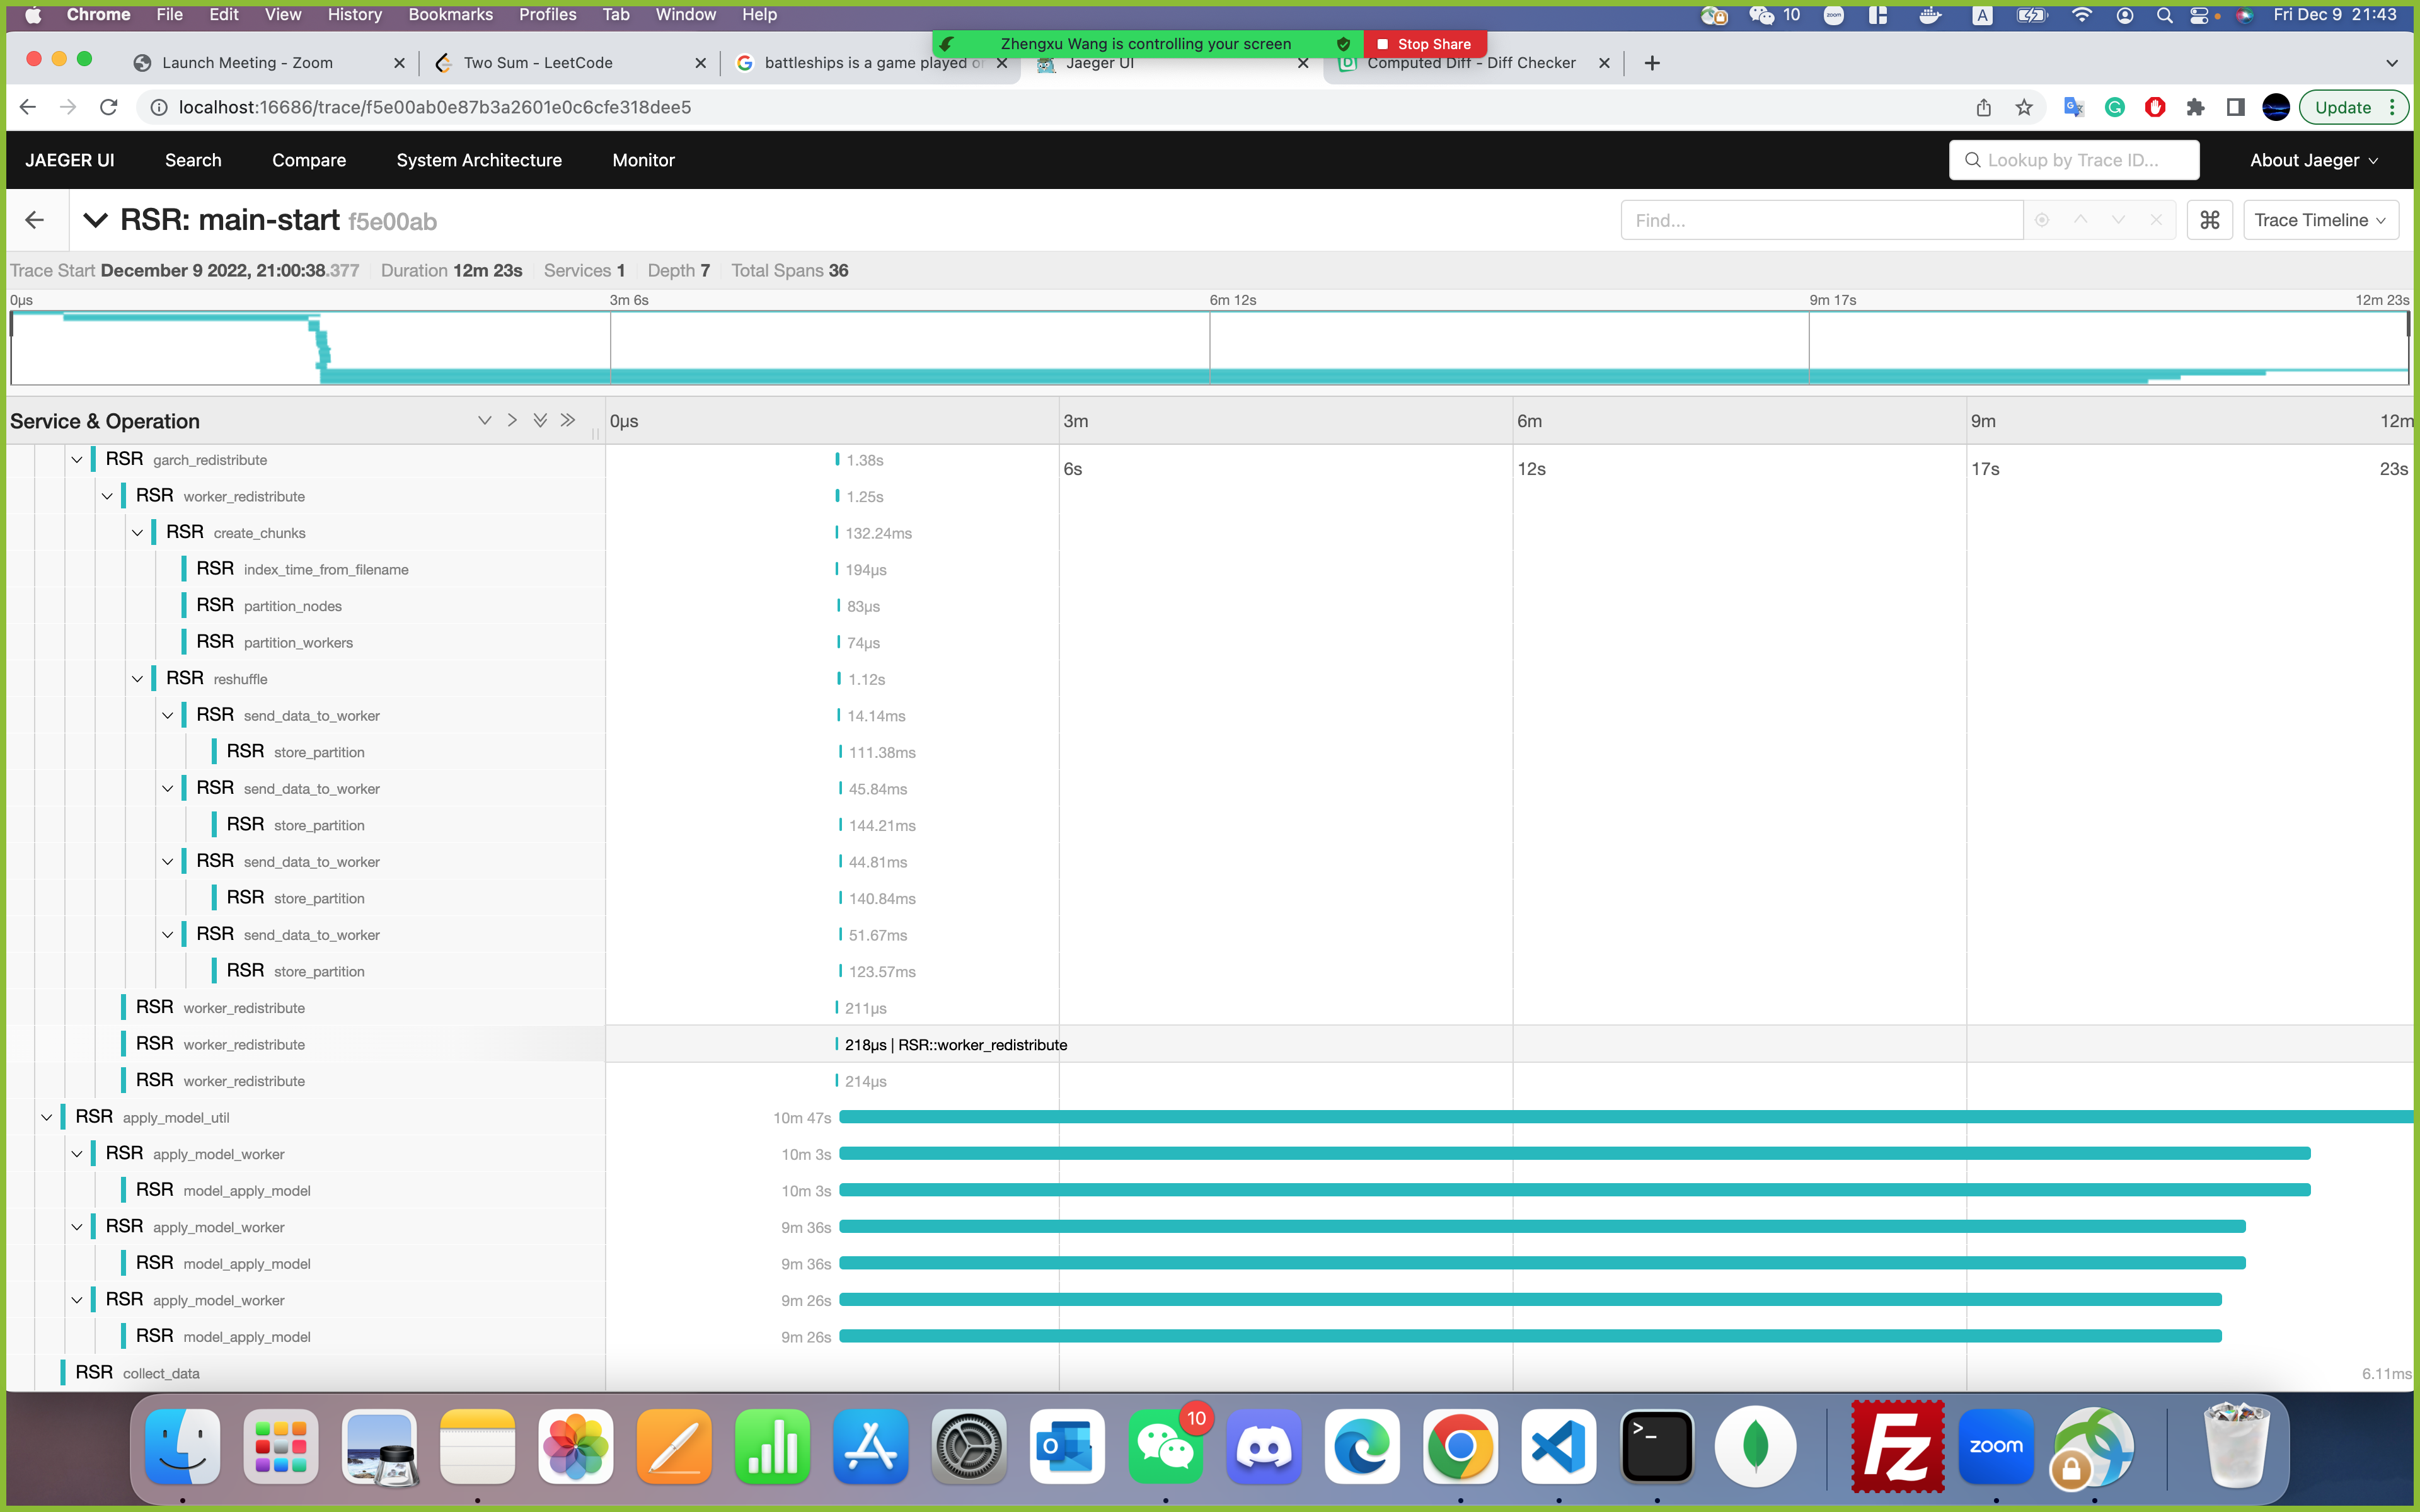 Chrome File Edit View History Bookmarks Profiles Tab Window Help
zoom 10 A Fri Dec 9 21:43
Zhengxu Wang is controlling your screen Stop Share
Launch Meeting - Zoom
Two Sum - LeetCode
battleships is a game played
Jaeger UI
Computed Diff - Diff Checker
localhost:16686/trace/f5e00ab0e87b3a2601e0c6cfe318dee5
Update
JAEGER UI Search Compare System Architecture Monitor
Lookup by Trace ID...
About Jaeger
RSR: main-start f5e00ab
Find...
Trace Timeline
Trace Start December 9 2022, 21:00:38.377 Duration 12m 23s Services 1 Depth 7 Total Spans 36
0μs 3m 6s 6m 12s 9m 17s 12m 23s
Service & Operation
0μs 3m 6s 6m 12s 9m 17s 12m 23s
RSR garch_redistribute 1.38s
RSR worker_redistribute 1.25s
RSR create_chunks 132.24ms
RSR index_time_from_filename 194μs
RSR partition_nodes 83μs
RSR partition_workers 74μs
RSR reshuffle 1.12s
RSR send_data_to_worker 14.14ms
RSR store_partition 111.38ms
RSR send_data_to_worker 45.84ms
RSR store_partition 144.21ms
RSR send_data_to_worker 44.81ms
RSR store_partition 140.84ms
RSR send_data_to_worker 51.67ms
RSR store_partition 123.57ms
RSR worker_redistribute 211μs
RSR worker_redistribute 218μs | RSR::worker_redistribute
RSR worker_redistribute 214μs
RSR apply_model_util 10m 47s
RSR apply_model_worker 10m 3s
RSR model_apply_model 10m 3s
RSR apply_model_worker 9m 36s
RSR model_apply_model 9m 36s
RSR apply_model_worker 9m 26s
RSR model_apply_model 9m 26s
RSR collect_data 6.11ms
10
zoom